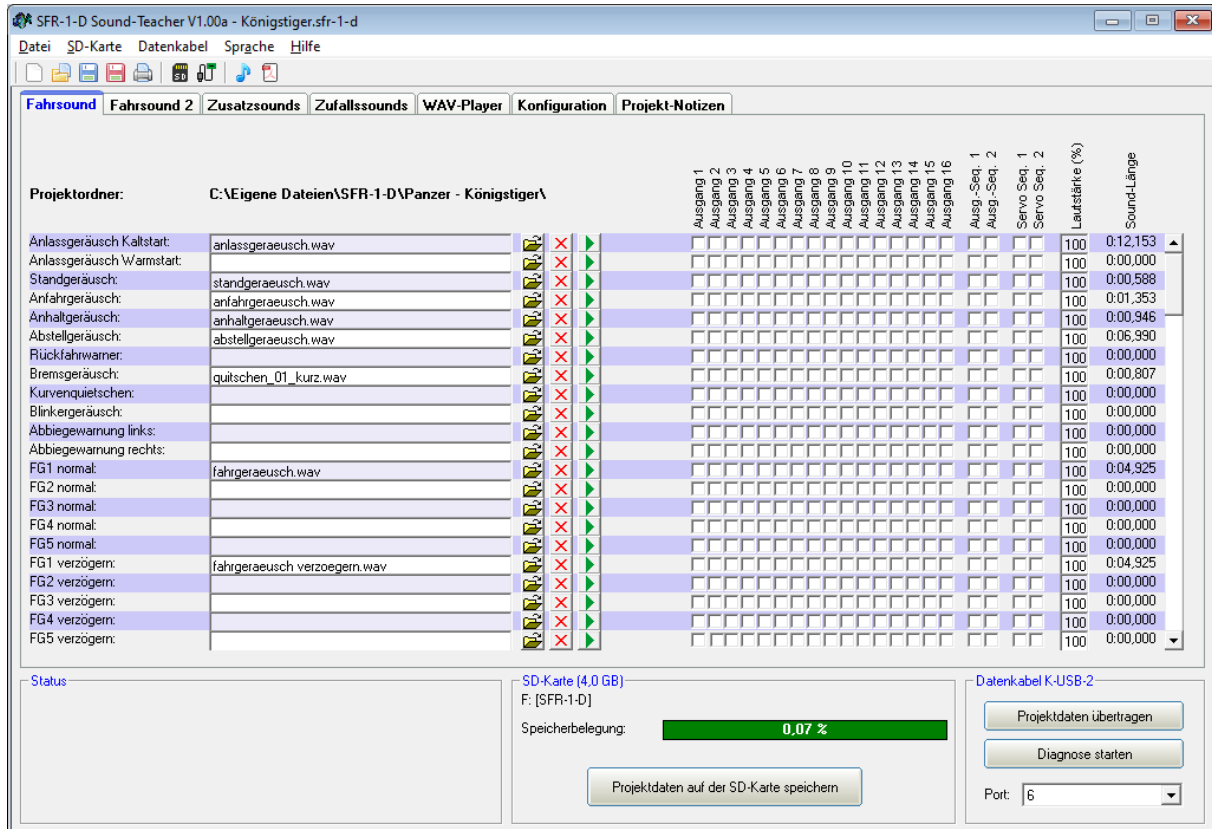 SFR-1-D Sound-Teacher V1.00a - Königstiger.sfr-1-d
Datei SD-Karte Datenkabel Sprache Hilfe
SD
Fahrsound Fahrsound 2 Zusatzsounds Zufallssounds WAV-Player Konfiguration Projekt-Notizen
Projektordner: C:\Eigene Dateien\SFR-1-D\Panzer - Königstiger\
Ausgang 1
Ausgang 2
Ausgang 3
Ausgang 4
Ausgang 5
Ausgang 6
Ausgang 7
Ausgang 8
Ausgang 9
Ausgang 10
Ausgang 11
Ausgang 12
Ausgang 13
Ausgang 14
Ausgang 15
Ausgang 16
Ausg.-Seq. 1
Ausg.-Seq. 2
Servo Seq. 1
Servo Seq. 2
Lautstärke (%)
Sound-Länge
Anlassgeräusch Kaltstart: anlassgeraeusch.wav 100 0:12,153
Anlassgeräusch Warmstart: 100 0:00,000
Standgeräusch: standgeraeusch.wav 100 0:00,588
Anfahrgeräusch: anfahrgeraeusch.wav 100 0:01,353
Anhaltgeräusch: anhaltgeraeusch.wav 100 0:00,946
Abstellgeräusch: abstellgeraeusch.wav 100 0:06,990
Rückfahrwarner: 100 0:00,000
Bremsgeräusch: quitschen_01_kurz.wav 100 0:00,807
Kurvenquietschen: 100 0:00,000
Blinkergeräusch: 100 0:00,000
Abbiegewarnung links: 100 0:00,000
Abbiegewarnung rechts: 100 0:00,000
FG1 normal: fahrgeraeusch.wav 100 0:04,925
FG2 normal: 100 0:00,000
FG3 normal: 100 0:00,000
FG4 normal: 100 0:00,000
FG5 normal: 100 0:00,000
FG1 verzögern: fahrgeraeusch verzoegern.wav 100 0:04,925
FG2 verzögern: 100 0:00,000
FG3 verzögern: 100 0:00,000
FG4 verzögern: 100 0:00,000
FG5 verzögern: 100 0:00,000
Status
SD-Karte (4,0 GB)
F: [SFR-1-D]
Speicherbelegung: 0,07 %
Projektdaten auf der SD-Karte speichern
Datenkabel K-USB-2
Projektdaten übertragen
Diagnose starten
Port: 6